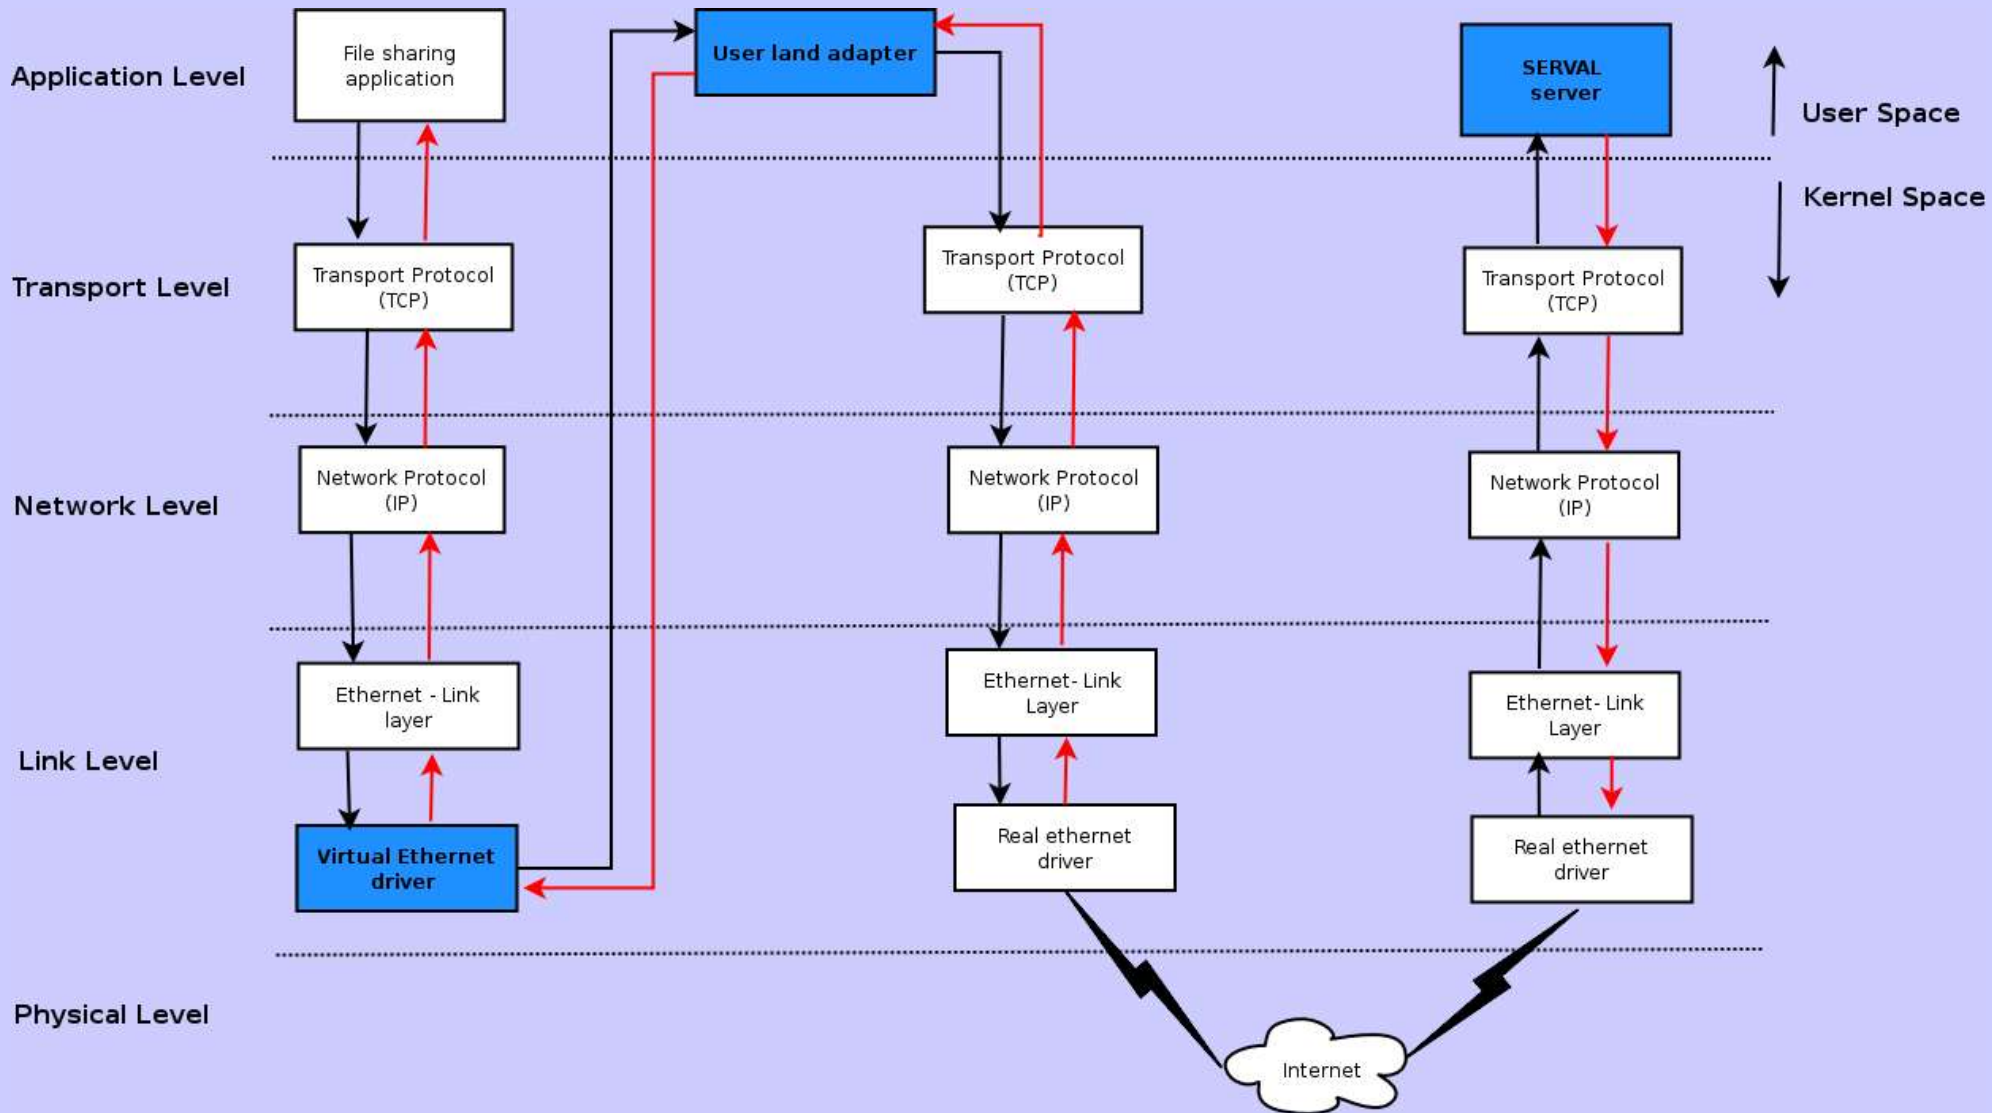 Application Level
File sharing
application
User land adapter
SERVAL
server
User Space
Kernel Space
Transport Level
Transport Protocol
(TCP)
Transport Protocol
(TCP)
Transport Protocol
(TCP)
Network Level
Network Protocol
(IP)
Network Protocol
(IP)
Network Protocol
(IP)
Link Level
Ethernet - Link
layer
Ethernet- Link
Layer
Ethernet- Link
Layer
Virtual Ethernet
driver
Real ethernet
driver
Real ethernet
driver
Physical Level
Internet